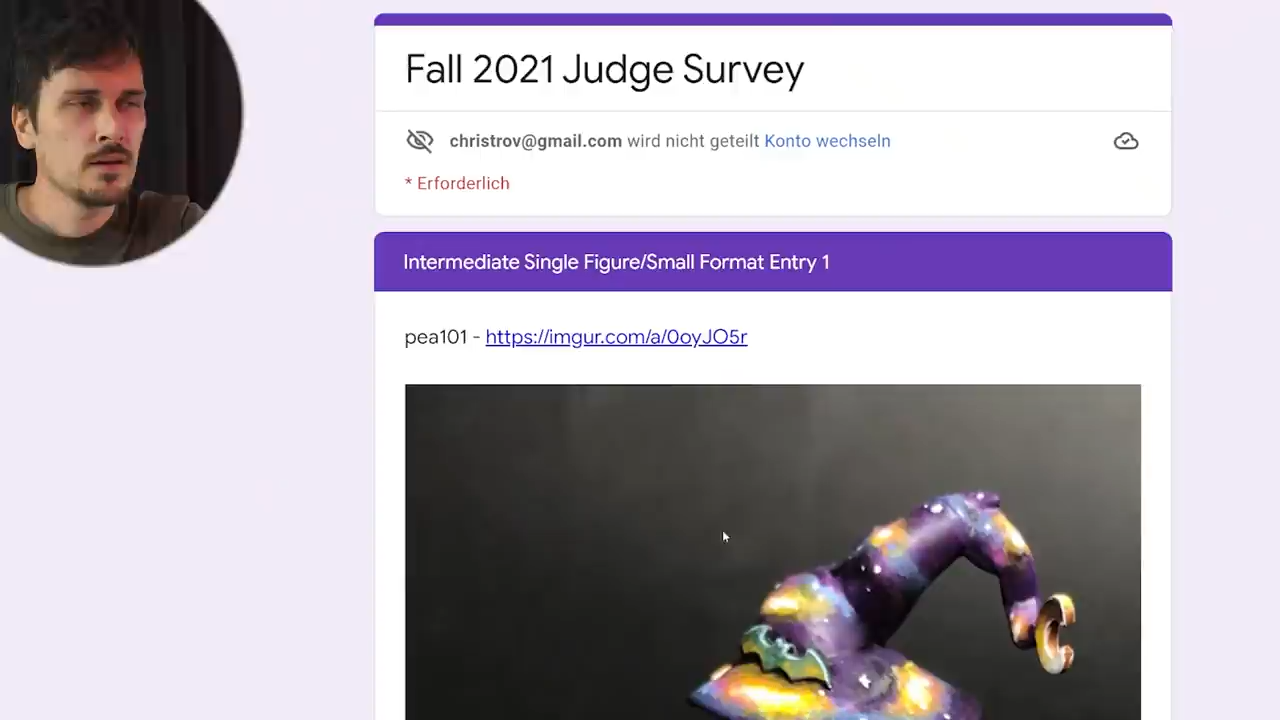 Fall 2021 Judge Survey
christrov@gmail.com wird nicht geteilt Konto wechseln
* Erforderlich
Intermediate Single Figure/Small Format Entry 1
pea101 - https://imgur.com/a/0oyJO5r